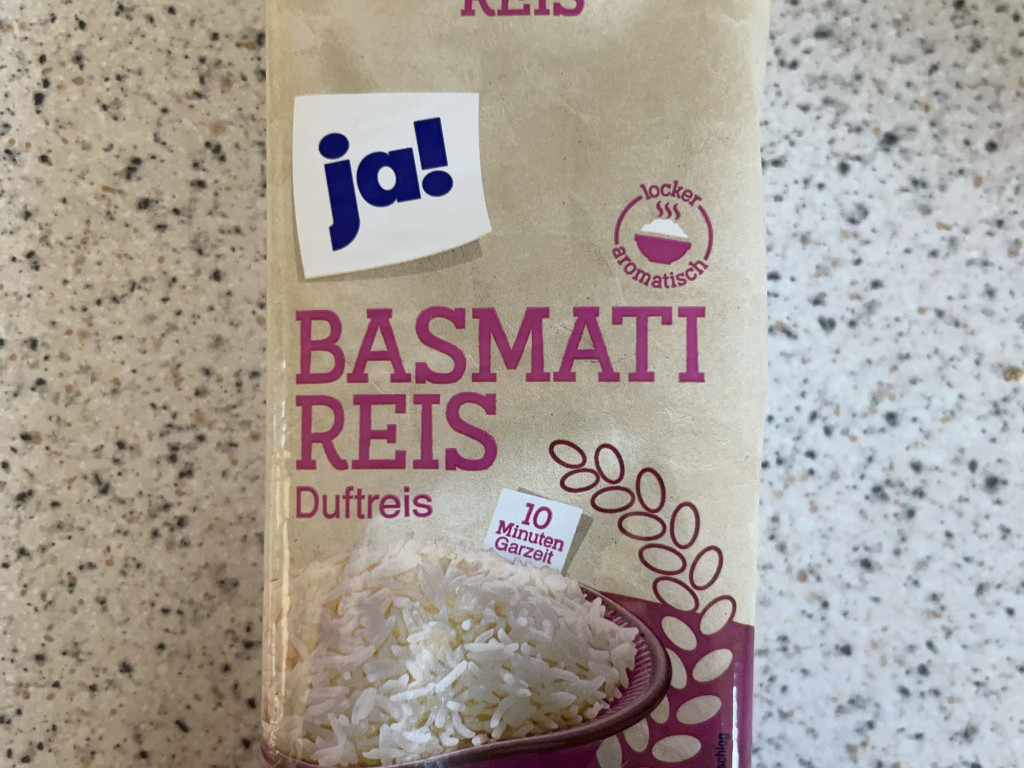 REIS
ja!
locker
aromatisch
BASMATI
REIS
Duftreis
10
Minuten
Garzeit